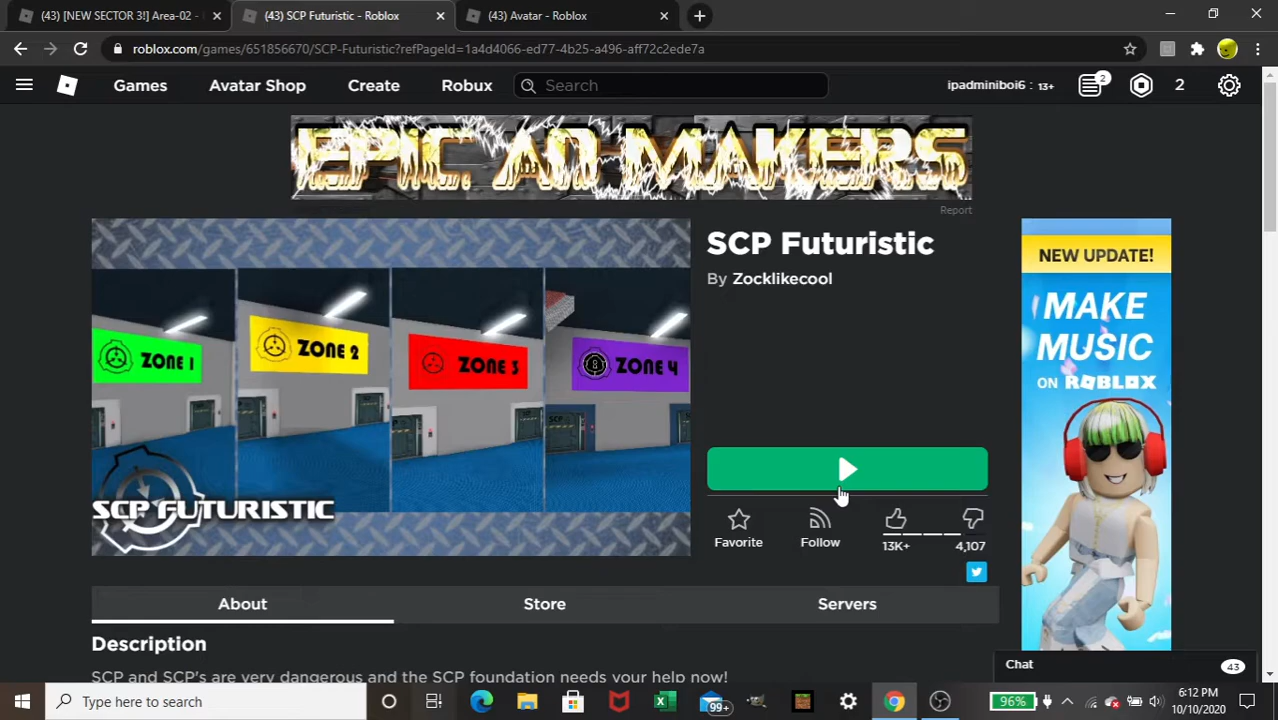 (43) [NEW SECTOR 3!] Area-02 -
(43) SCP Futuristic - Roblox
(43) Avatar - Roblox
roblox.com/games/651856670/SCP-Futuristic?refPageId=1a4d4066-ed77-4b25-a496-aff72c2ede7a
Games
Avatar Shop
Create
Robux
Search
ipadminiboi6 : 13+
2
2
EPIC AD-MAKERS
Report
ZONE 1
ZONE 2
ZONE 3
ZONE 4
SCP FUTURISTIC
SCP Futuristic
By Zocklikecool
Favorite
Follow
13K+
4,107
NEW UPDATE!
MAKE
MUSIC
ON ROBLOX
About
Store
Servers
Description
SCP and SCP's are very dangerous and the SCP foundation needs your help now!
Chat
43
Type here to search
99+
96%
6:12 PM
10/10/2020